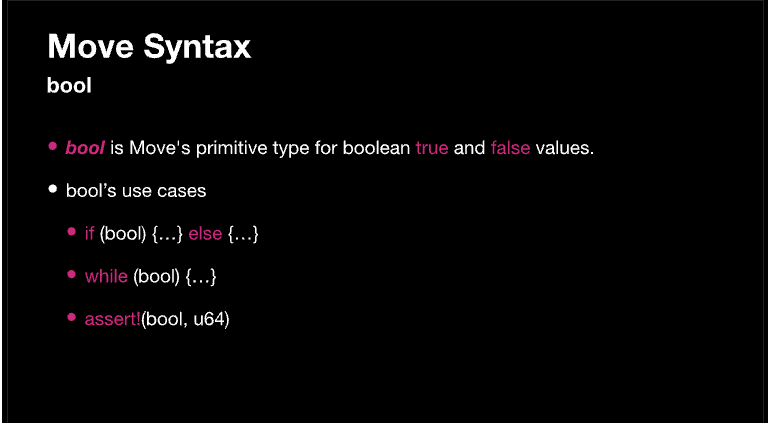 Move Syntax
bool
• bool is Move's primitive type for boolean true and false values.
• bool’s use cases
• if (bool) {…} else {…}
• while (bool) {…}
• assert!(bool, u64)